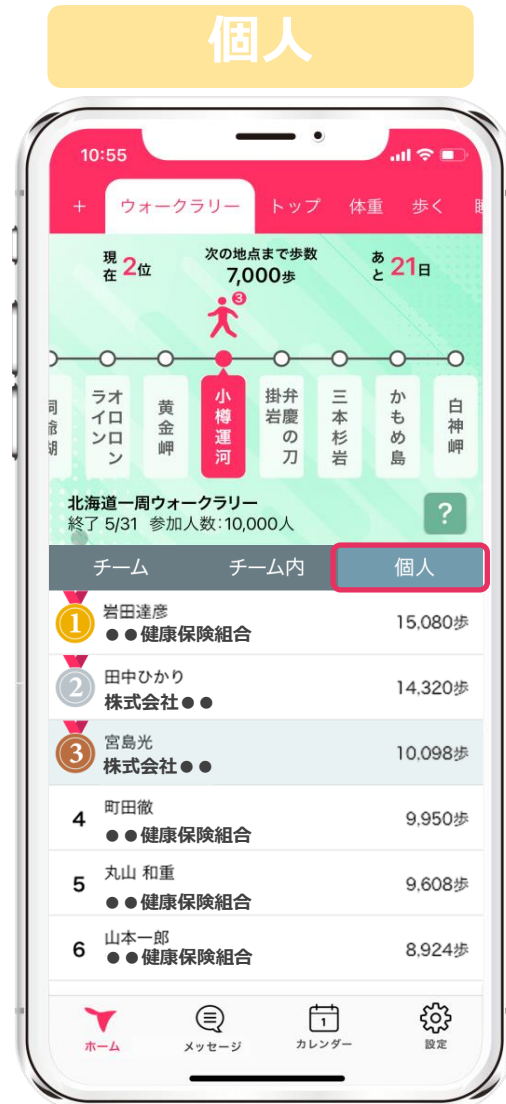 個人
10:55
+ ウォークラリー トップ 体重 歩く
現在 2位
次の地点まで歩数
7,000歩
あと 21日
3
オロロンライン
黄金岬
小樽運河
弁慶の刀掛岩
三本杉岩
かもめ島
白神岬
北海道一周ウォークラリー
終了 5/31 参加人数:10,000人
?
チーム チーム内 個人
1 岩田達彦
●●健康保険組合
15,080歩
2 田中ひかり
株式会社●●
14,320歩
3 宮島光
株式会社●●
10,098歩
4 町田徹
●●健康保険組合
9,950歩
5 丸山 和重
●●健康保険組合
9,608歩
6 山本一郎
●●健康保険組合
8,924歩
1
ホーム メッセージ カレンダー 設定